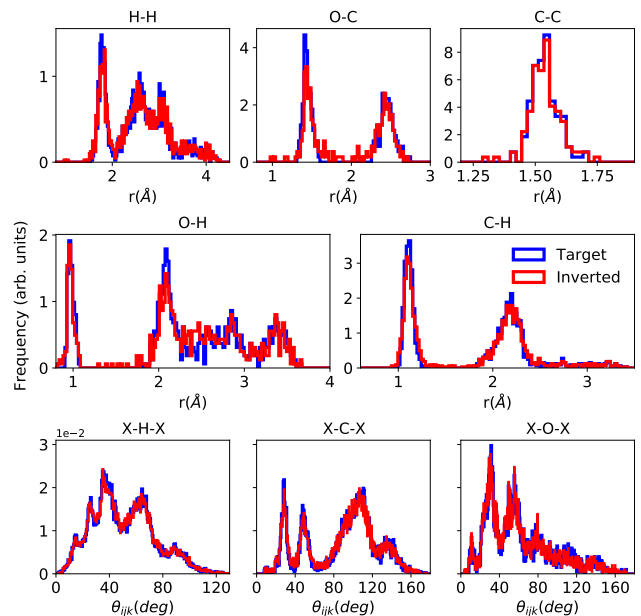 H-H O-C C-C
1
0
2 4
r(Å)
4
2
0
1 2 3
r(Å)
8
6
4
2
0
1.25 1.50 1.75
r(Å)
Frequency (arb. units)
O-H C-H
2
1
0
1 2 3 4
r(Å)
3
2
1
0
1 2 3
r(Å)
Target
Inverted
X-H-X X-C-X X-O-X
1e−2
3
2
1
0
0 30 60 90 120
θijk(deg)
0 40 80 120 160
θijk(deg)
0 40 80 120 160
θijk(deg)